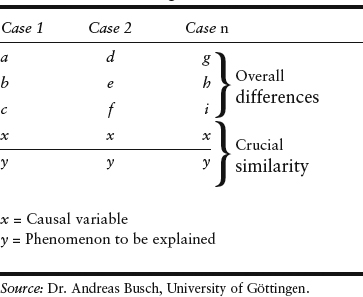 Case 1 Case 2 Case n
a d g
b e h Overall
c f i differences
x x x Crucial
y y y similarity
x = Causal variable
y = Phenomenon to be explained
Source: Dr. Andreas Busch, University of Göttingen.